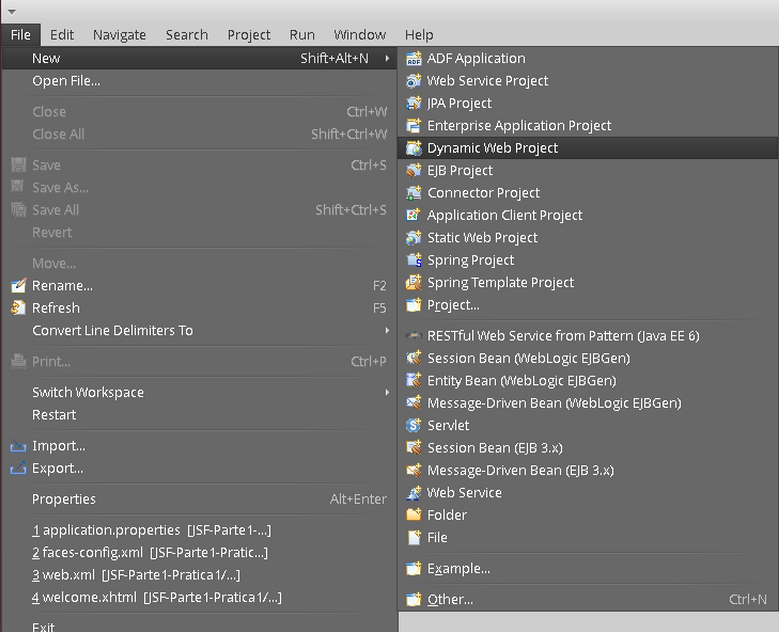 File Edit Navigate Search Project Run Window Help
New Shift+Alt+N
Open File...
Close Ctrl+W
Close All Shift+Ctrl+W
Save Ctrl+S
Save As...
Save All Shift+Ctrl+S
Revert
Move...
Rename... F2
Refresh F5
Convert Line Delimiters To
Print... Ctrl+P
Switch Workspace
Restart
Import...
Export...
Properties Alt+Enter
1 application.properties [JSF-Parte1-...]
2 faces-config.xml [JSF-Parte1-Pratic...]
3 web.xml [JSF-Parte1-Pratica1/...]
4 welcome.xhtml [JSF-Parte1-Pratica1/...]
Exit
ADF Application
Web Service Project
JPA Project
Enterprise Application Project
Dynamic Web Project
EJB Project
Connector Project
Application Client Project
Static Web Project
Spring Project
Spring Template Project
Project...
RESTful Web Service from Pattern (Java EE 6)
Session Bean (WebLogic EJBGen)
Entity Bean (WebLogic EJBGen)
Message-Driven Bean (WebLogic EJBGen)
Servlet
Session Bean (EJB 3.x)
Message-Driven Bean (EJB 3.x)
Web Service
Folder
File
Example...
Other... Ctrl+N